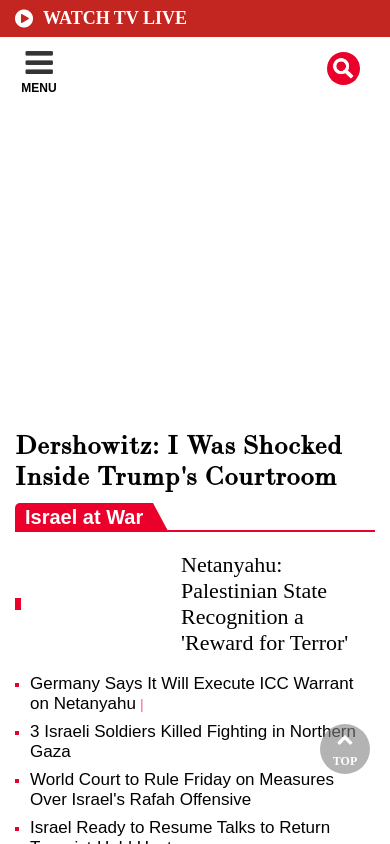 WATCH TV LIVE
MENU
Dershowitz: I Was Shocked
Inside Trump's Courtroom
Israel at War
Netanyahu:
Palestinian State
Recognition a
'Reward for Terror'
Germany Says It Will Execute ICC Warrant
on Netanyahu |
3 Israeli Soldiers Killed Fighting in Northern
Gaza
World Court to Rule Friday on Measures
Over Israel's Rafah Offensive
TOP
Israel Ready to Resume Talks to Return